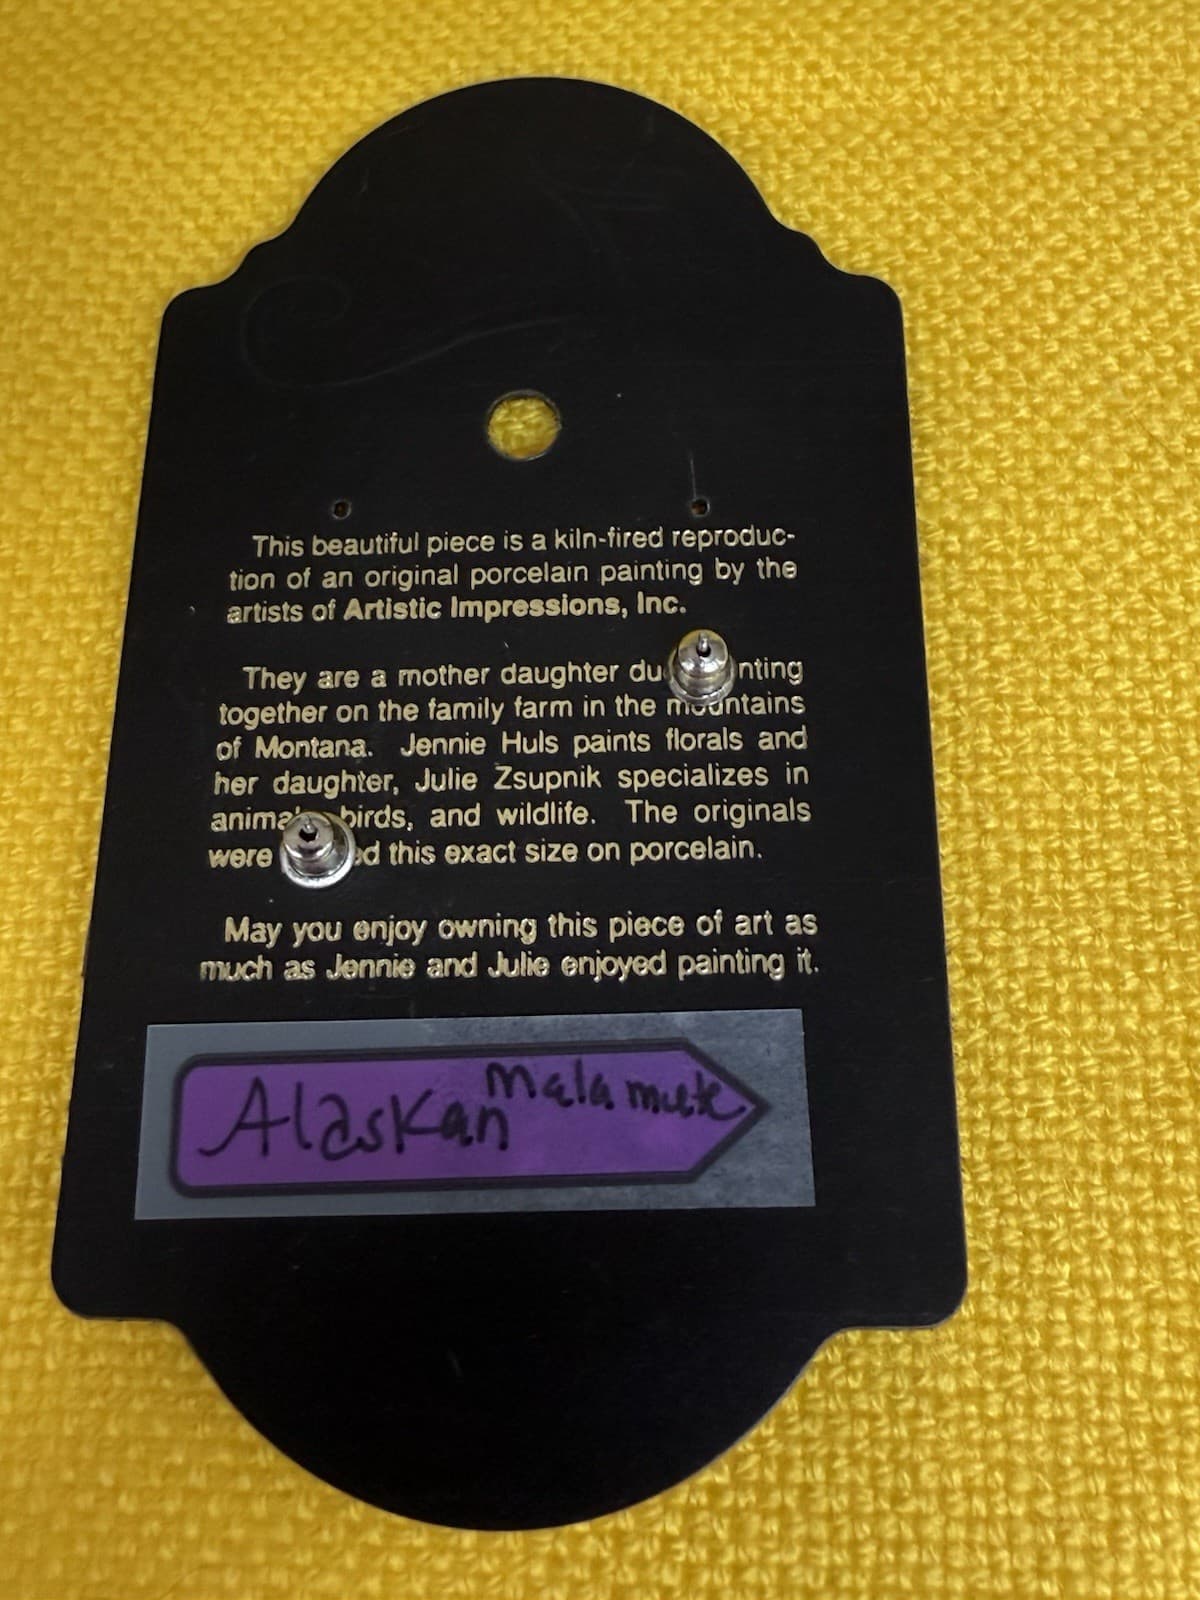 This beautiful piece is a kiln-fired reproduc-
tion of an original porcelain painting by the
artists of Artistic Impressions, Inc.
They are a mother daughter
together on the family farm in the mountains
of Montana. Jennie Huls paints florals and
her daughter, Julie Zsupnik specializes in
birds, and wildlife. The originals
were this exact size on porcelain.
May you enjoy owning this piece of art as
much as Jennie and Julie enjoyed painting it.
Alaskan Malamute